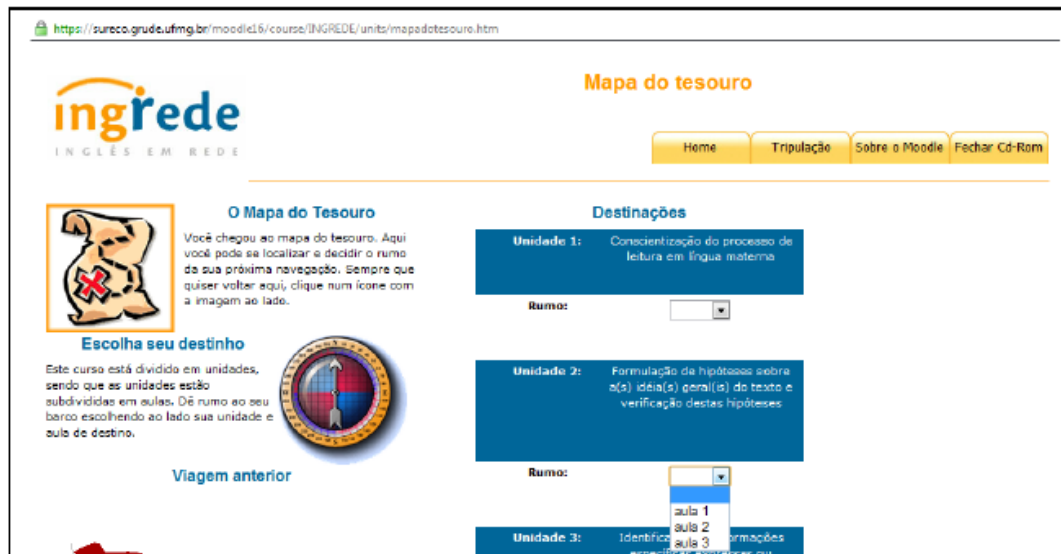 https://sureco.grude.ufmg.br/moodle16/course/INGREDE/units/mapadotesouro.htm
ingrede
INGLÊS EM REDE
Mapa do tesouro
Home
Tripulação
Sobre o Moodle
Fechar Cd-Rom
O Mapa do Tesouro
Você chegou ao mapa do tesouro. Aqui
você pode se localizar e decidir o rumo
da sua próxima navegação. Sempre que
quiser voltar aqui, clique num ícone com
a imagem ao lado.
Escolha seu destinho
Este curso está dividido em unidades,
sendo que as unidades estão
subdivididas em aulas. Dê rumo ao seu
barco escolhendo ao lado sua unidade e
aula de destino.
Viagem anterior
Destinações
Unidade 1:
Conscientização do processo de
leitura em língua materna
Rumo:
Unidade 2:
Formulação de hipóteses sobre
a(s) idéia(s) geral(is) do texto e
verificação destas hipóteses
Rumo:
aula 1
aula 2
aula 3
Unidade 3: